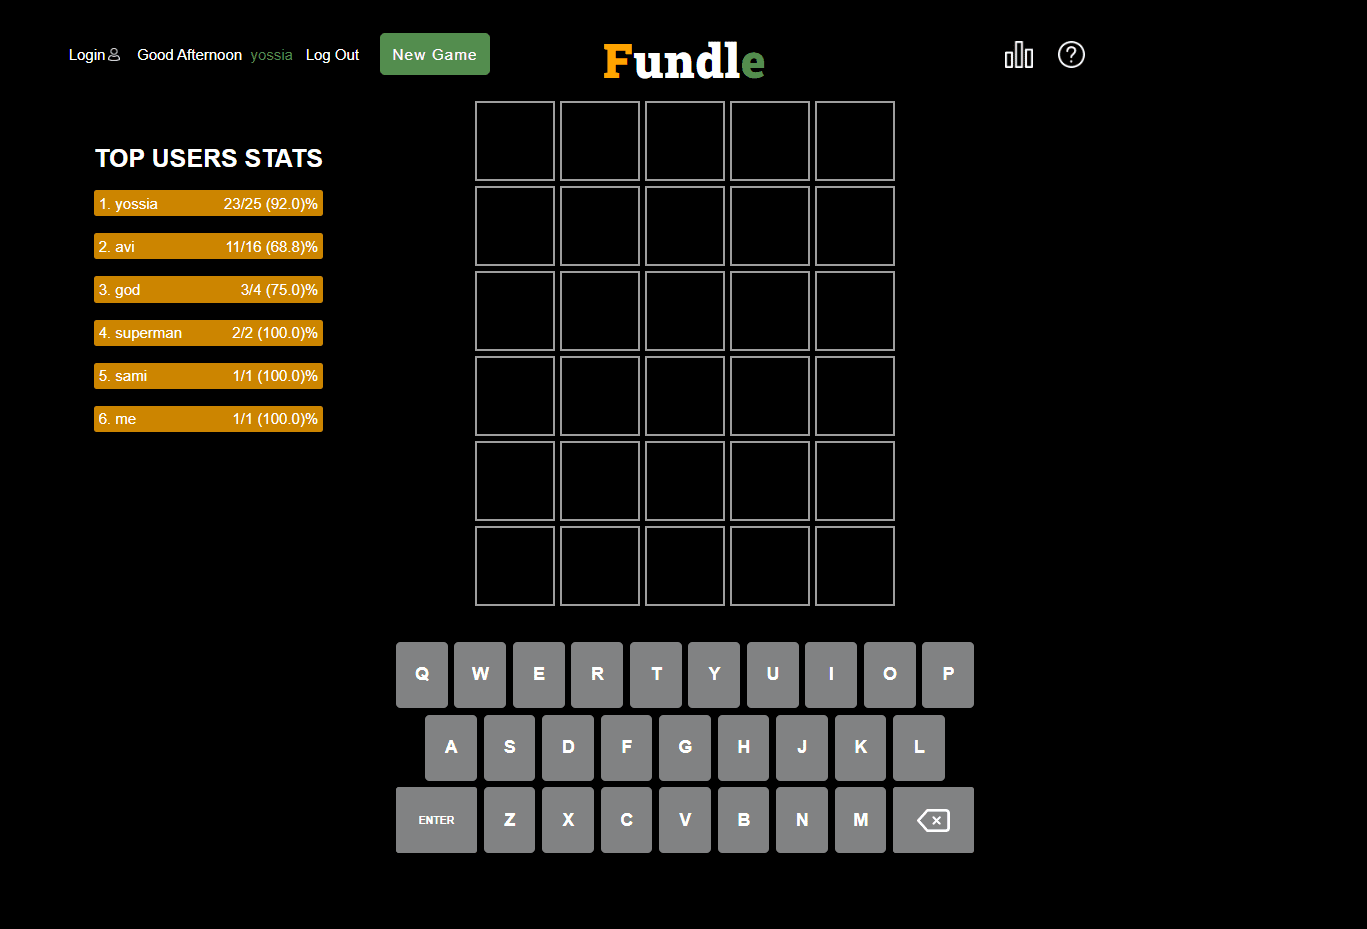 Login Good Afternoon yossia Log Out New Game Fundle ?
TOP USERS STATS
1. yossia 23/25 (92.0)%
2. avi 11/16 (68.8)%
3. god 3/4 (75.0)%
4. superman 2/2 (100.0)%
5. sami 1/1 (100.0)%
6. me 1/1 (100.0)%
Q W E R T Y U I O P
A S D F G H J K L
ENTER Z X C V B N M